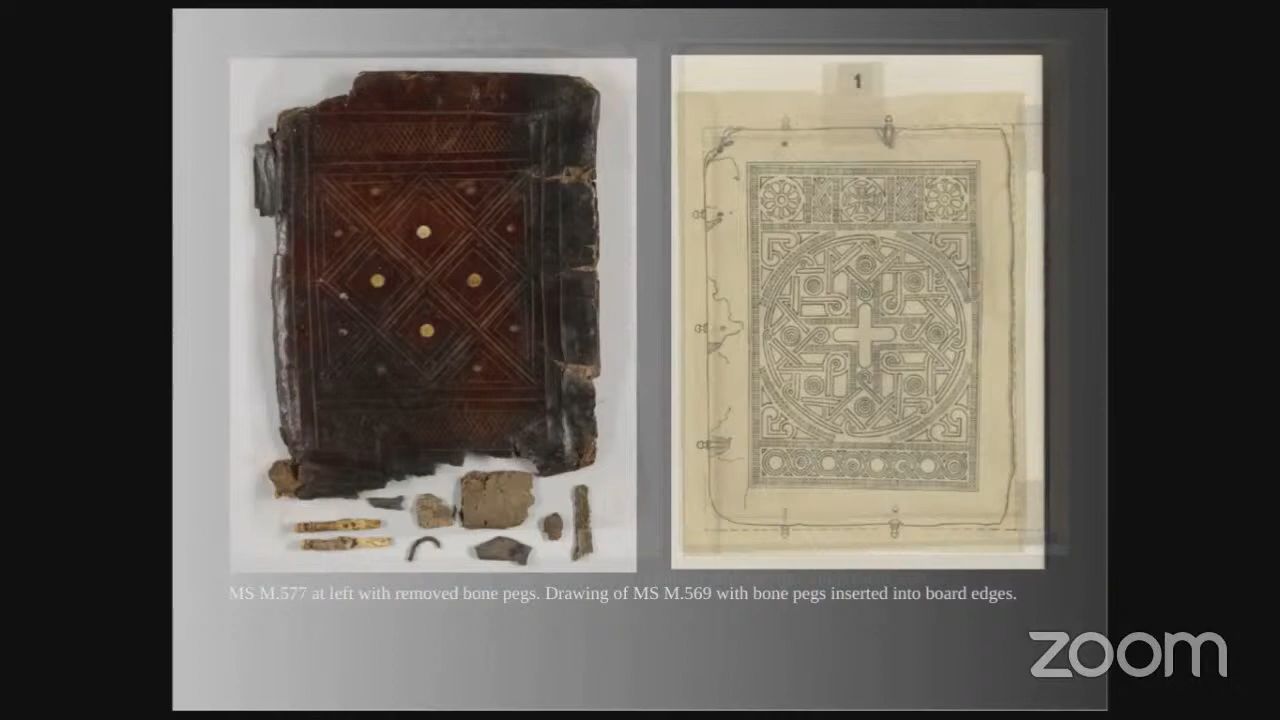 1
MS M.577 at left with removed bone pegs. Drawing of MS M.569 with bone pegs inserted into board edges.
zoom